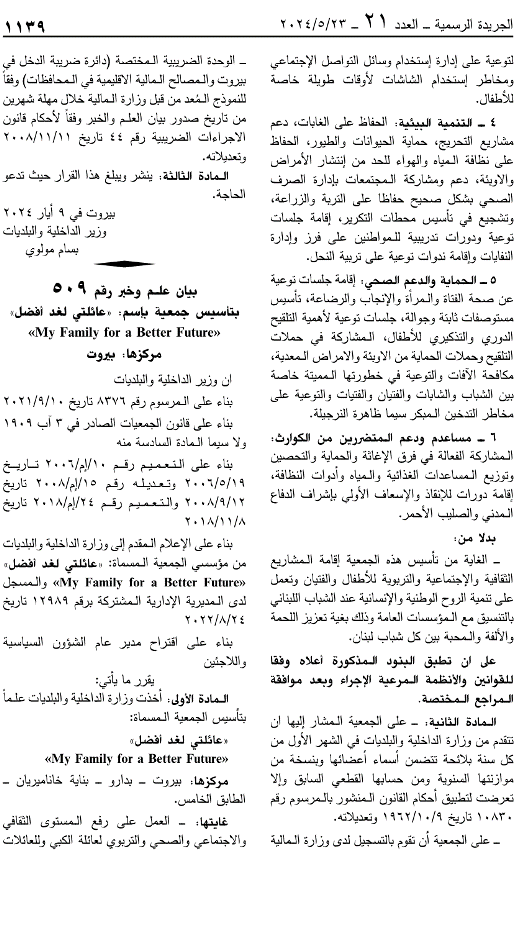 الجريدة الرسمية ــ العدد ٢١ ــ ٢٠٢٤/٥/٢٣
١١٣٩
لتوعية على إدارة إستخدام وسائل التواصل الإجتماعي
ومخاطر إستخدام الشاشات لأوقات طويلة خاصة
للأطفال.
٤ ــ التنمية البيئية: الحفاظ على الغابات، دعم
مشاريع التحريج، حماية الحيوانات والطيور، الحفاظ
على نظافة المياه والهواء للحد من إنتشار الأمراض
والاوبئة، دعم ومشاركة المجتمعات بإدارة الصرف
الصحي بشكل صحيح حفاظا على التربة والزراعة،
وتشجيع في تأسيس محطات التكرير، إقامة جلسات
توعية ودورات تدريبية للمواطنين على فرز وإدارة
النفايات وإقامة ندوات توعية على تربية النحل.
٥ ــ الحماية والدعم الصحي: إقامة جلسات توعية
عن صحة الفتاة والمرأة والإنجاب والرضاعة، تأسيس
مستوصفات ثابتة وجوالة، جلسات توعية لأهمية التلقيح
الدوري والتذكيري للأطفال، المشاركة في حملات
التلقيح وحملات الحماية من الاوبئة والامراض المعدية،
مكافحة الآفات والتوعية في خطورتها المميتة خاصة
بين الشباب والشابات والفتيان والفتيات والتوعية على
مخاطر التدخين المبكر سيما ظاهرة النرجيلة.
٦ ــ مساعدم ودعم المتضررين من الكوارث:
المشاركة الفعالة في فرق الإغاثة والحماية والتحصين
وتوزيع المساعدات الغذائية والمياه وأدوات النظافة،
إقامة دورات للإنقاذ والإسعاف الأولي بإشراف الدفاع
المدني والصليب الأحمر.
بدلا من:
ــ الغاية من تأسيس هذه الجمعية إقامة المشاريع
الثقافية والإجتماعية والتربوية للأطفال والفتيان وتعمل
على تنمية الروح الوطنية والإنسانية عند الشباب اللبناني
بالتنسيق مع المؤسسات العامة وذلك بغية تعزيز اللحمة
والألفة والمحبة بين كل شباب لبنان.
على ان تطبق البنود المذكورة أعلاه وفقا
للقوانين والأنظمة المرعية الإجراء وبعد موافقة
المراجع المختصة.
المادة الثانية: ــ على الجمعية المشار إليها ان
تتقدم من وزارة الداخلية والبلديات في الشهر الأول من
كل سنة بلائحة تتضمن أسماء أعضائها وبنسخة من
موازنتها السنوية ومن حسابها القطعي السابق وإلا
تعرضت لتطبيق أحكام القانون المنشور بالمرسوم رقم
١٠٨٣٠ تاريخ ١٩٦٢/١٠/٩ وتعديلاته.
ــ على الجمعية أن تقوم بالتسجيل لدى وزارة المالية
ــ الوحدة الضريبية المختصة (دائرة ضريبة الدخل في
بيروت والمصالح المالية الاقليمية في المحافظات) وفقاً
للنموذج المُعد من قبل وزارة المالية خلال مهلة شهرين
من تاريخ صدور بيان العلم والخبر وفقاً لأحكام قانون
الاجراءات الضريبية رقم ٤٤ تاريخ ٢٠٠٨/١١/١١
وتعديلاته.
المادة الثالثة: ينشر ويبلغ هذا القرار حيث تدعو
الحاجة.
بيروت في ٩ أيار ٢٠٢٤
وزير الداخلية والبلديات
بسام مولوي
بيان علم وخبر رقم ٥٠٩
بتأسيس جمعية بإسم: «عائلتي لغد أفضل»
«My Family for a Better Future»
مركزها: بيروت
ان وزير الداخلية والبلديات
بناء على المرسوم رقم ٨٣٧٦ تاريخ ٢٠٢١/٩/١٠
بناء على قانون الجمعيات الصادر في ٣ آب ١٩٠٩
ولا سيما المادة السادسة منه
بناء على التعميم رقم ١٠/إم/٢٠٠٦ تاريخ
٢٠٠٦/٥/١٩ وتعديله رقم ١٥/إم/٢٠٠٨ تاريخ
٢٠٠٨/٩/١٢ والتعميم رقم ٢٤/إم/٢٠١٨ تاريخ
٢٠١٨/١١/٨
بناء على الإعلام المقدم إلى وزارة الداخلية والبلديات
من مؤسسي الجمعية المسماة: «عائلتي لغد أفضل»
«My Family for a Better Future» والمسجل
لدى المديرية الإدارية المشتركة برقم ١٢٩٨٩ تاريخ
٢٠٢٢/٨/٢٤
بناء على اقتراح مدير عام الشؤون السياسية
واللاجئين
يقرر ما يأتي:
المادة الأولى: أخذت وزارة الداخلية والبلديات علماً
بتأسيس الجمعية المسماة:
«عائلتي لغد أفضل»
«My Family for a Better Future»
مركزها: بيروت ــ بدارو ــ بناية خاناميريان ــ
الطابق الخامس.
غايتها: ــ العمل على رفع المستوى الثقافي
والاجتماعي والصحي والتربوي لعائلة الكبي وللعائلات